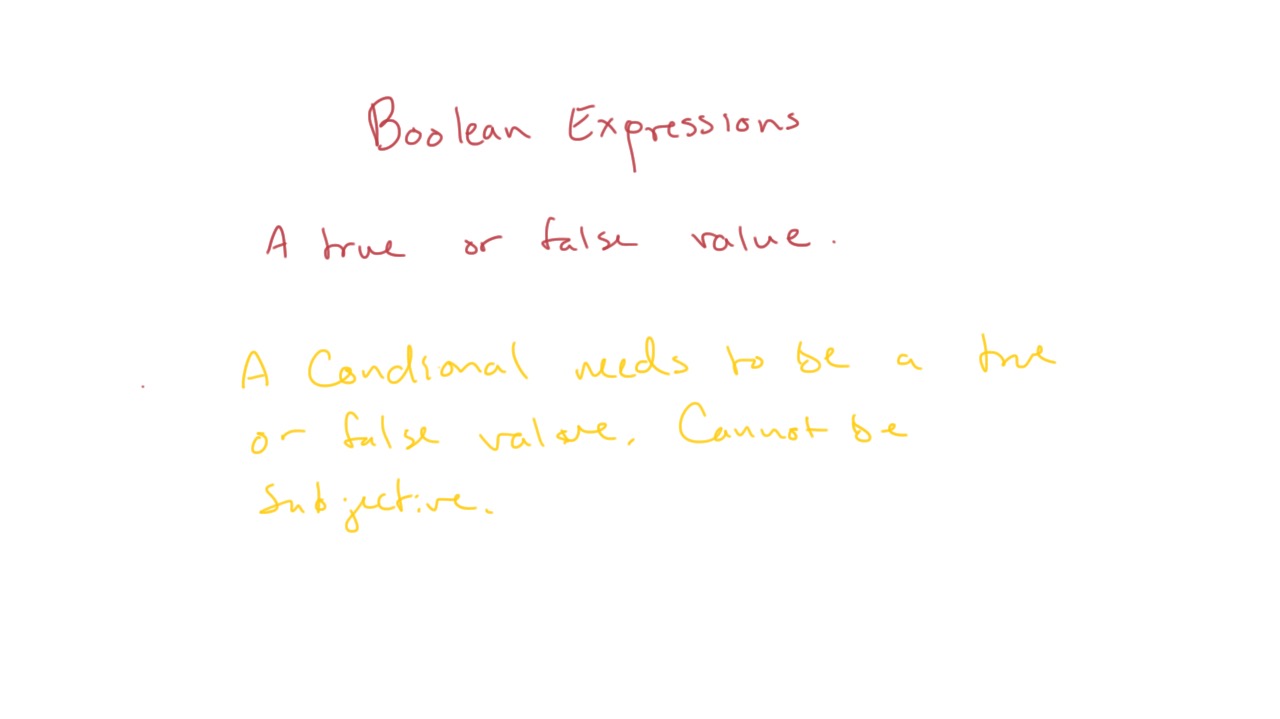 Boolean Expressions
A true or false value.
A Condional needs to be a true
or false value. Cannot be
subjective.